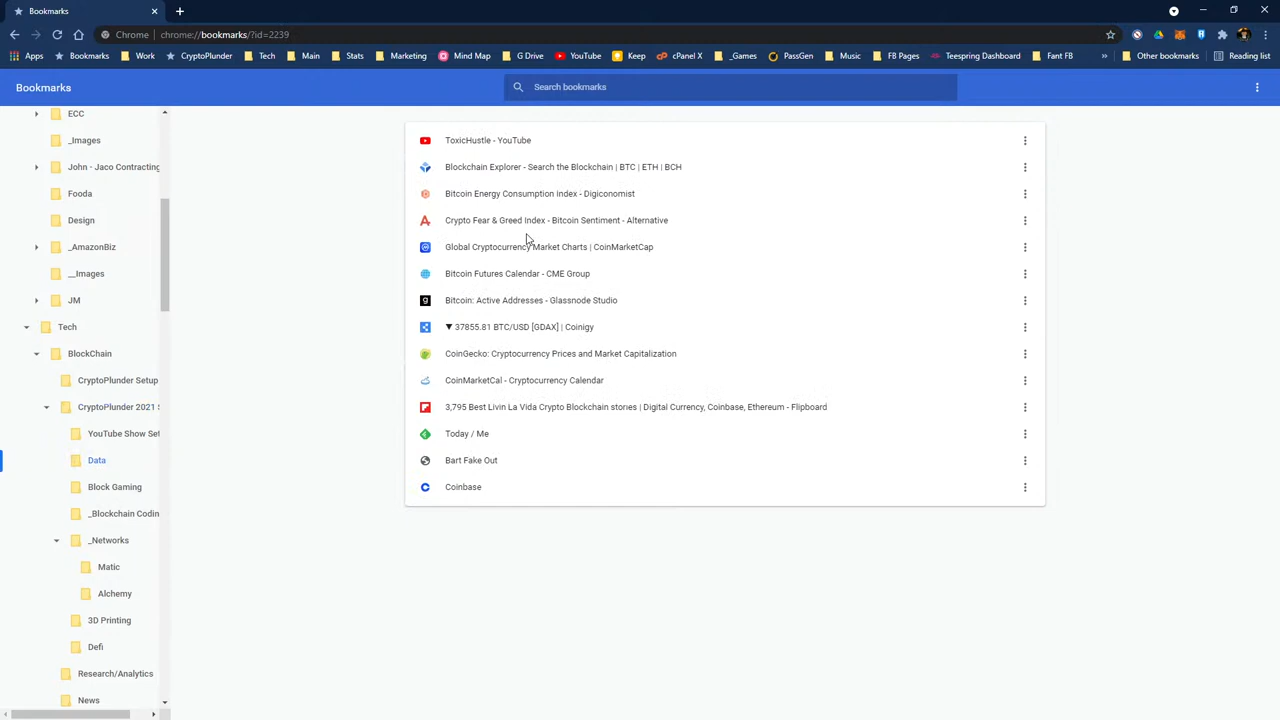 Bookmarks
Chrome | chrome://bookmarks/?id=2239
Apps Bookmarks Work CryptoPlunder Tech Main Stats Marketing Mind Map G Drive YouTube Keep cPanel X _Games PassGen Music FB Pages Teespring Dashboard Fant FB » Other bookmarks Reading list
Bookmarks
Search bookmarks
ECC
_Images
John - Jaco Contracting
Fooda
Design
_AmazonBiz
__Images
JM
Tech
BlockChain
CryptoPlunder Setup
CryptoPlunder 2021 S
YouTube Show Set
Data
Block Gaming
_Blockchain Codin
_Networks
Matic
Alchemy
3D Printing
Defi
Research/Analytics
News
ToxicHustle - YouTube
Blockchain Explorer - Search the Blockchain | BTC | ETH | BCH
Bitcoin Energy Consumption Index - Digiconomist
Crypto Fear & Greed Index - Bitcoin Sentiment - Alternative
Global Cryptocurrency Market Charts | CoinMarketCap
Bitcoin Futures Calendar - CME Group
Bitcoin: Active Addresses - Glassnode Studio
▼ 37855.81 BTC/USD [GDAX] | Coinigy
CoinGecko: Cryptocurrency Prices and Market Capitalization
CoinMarketCal - Cryptocurrency Calendar
3,795 Best Livin La Vida Crypto Blockchain stories | Digital Currency, Coinbase, Ethereum - Flipboard
Today / Me
Bart Fake Out
Coinbase